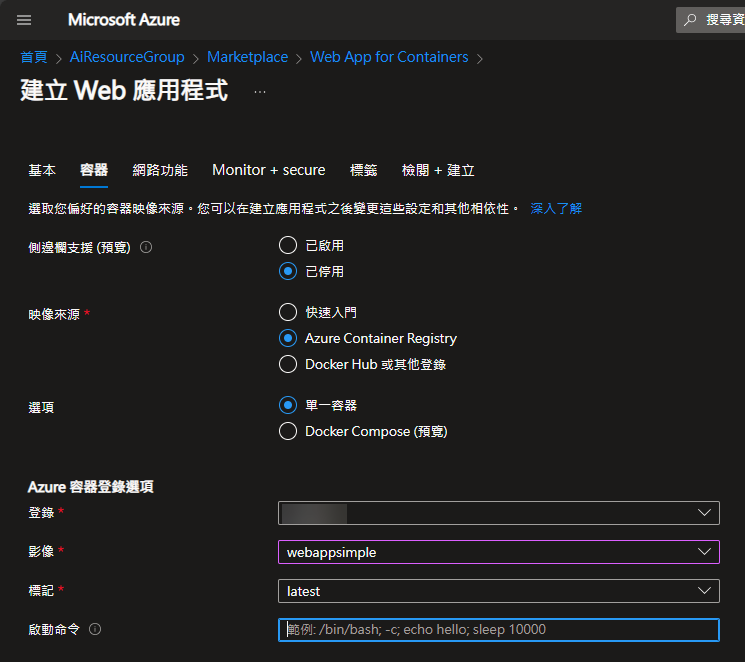 Microsoft Azure
搜尋資
首頁 > AiResourceGroup > Marketplace > Web App for Containers >
建立 Web 應用程式 ...
基本 容器 網路功能 Monitor + secure 標籤 檢閱 + 建立
選取您偏好的容器映像來源。您可以在建立應用程式之後變更這些設定和其他相依性。 深入了解
側邊欄支援 (預覽)
已啟用
已停用
映像來源 *
快速入門
Azure Container Registry
Docker Hub 或其他登錄
選項
單一容器
Docker Compose (預覽)
Azure 容器登錄選項
登錄 *
影像 * webappsimple
標記 * latest
啟動命令 範例: /bin/bash; -c; echo hello; sleep 10000